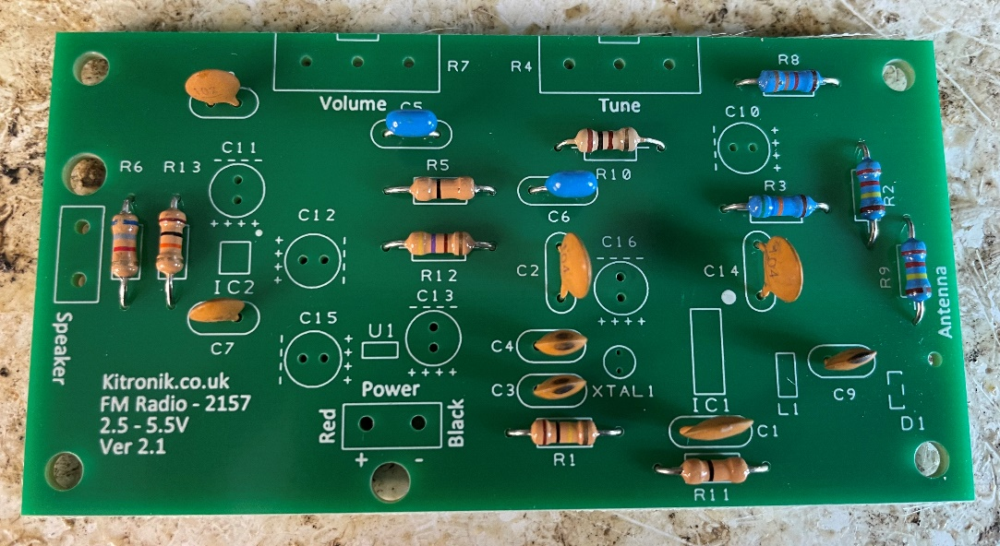 R7
R4
R8
Volume
C5
Tune
C10
C11
R6
R13
R5
R10
R3
R2
C6
C12
C16
R12
C2
C14
R9
IC2
C13
Antenna
C7
C15
U1
C4
Speaker
Kitronik.co.uk
FM Radio - 2157
2.5 - 5.5V
Ver 2.1
Power
Red
Black
+
-
C3
XTAL1
IC1
L1
C9
D1
C1
R1
R11
102